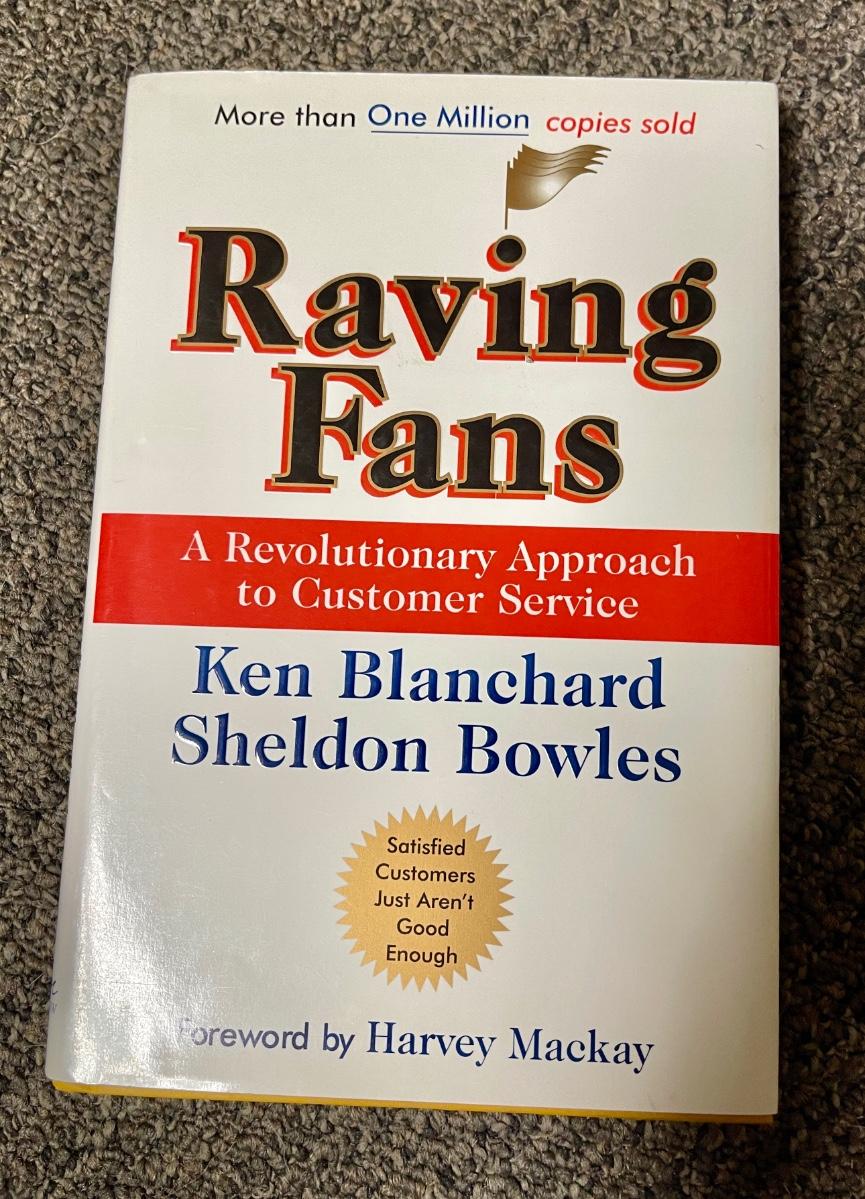 More than One Million copies sold
Raving
Fans
A Revolutionary Approach
to Customer Service
Ken Blanchard
Sheldon Bowles
Satisfied
Customers
Just Aren't
Good
Enough
Foreword by Harvey Mackay